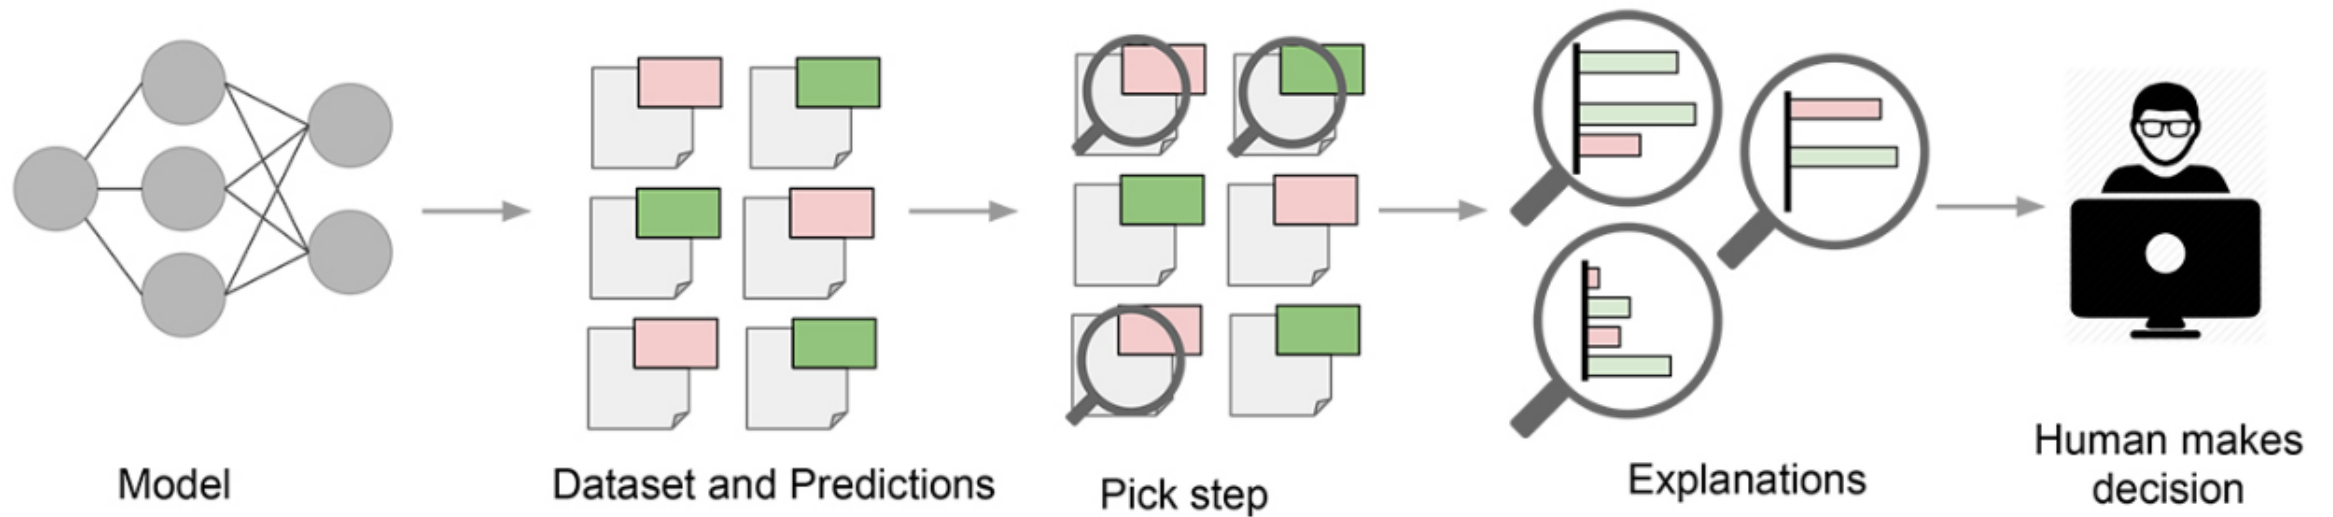 Model
Dataset and Predictions
Pick step
Explanations
Human makes
decision